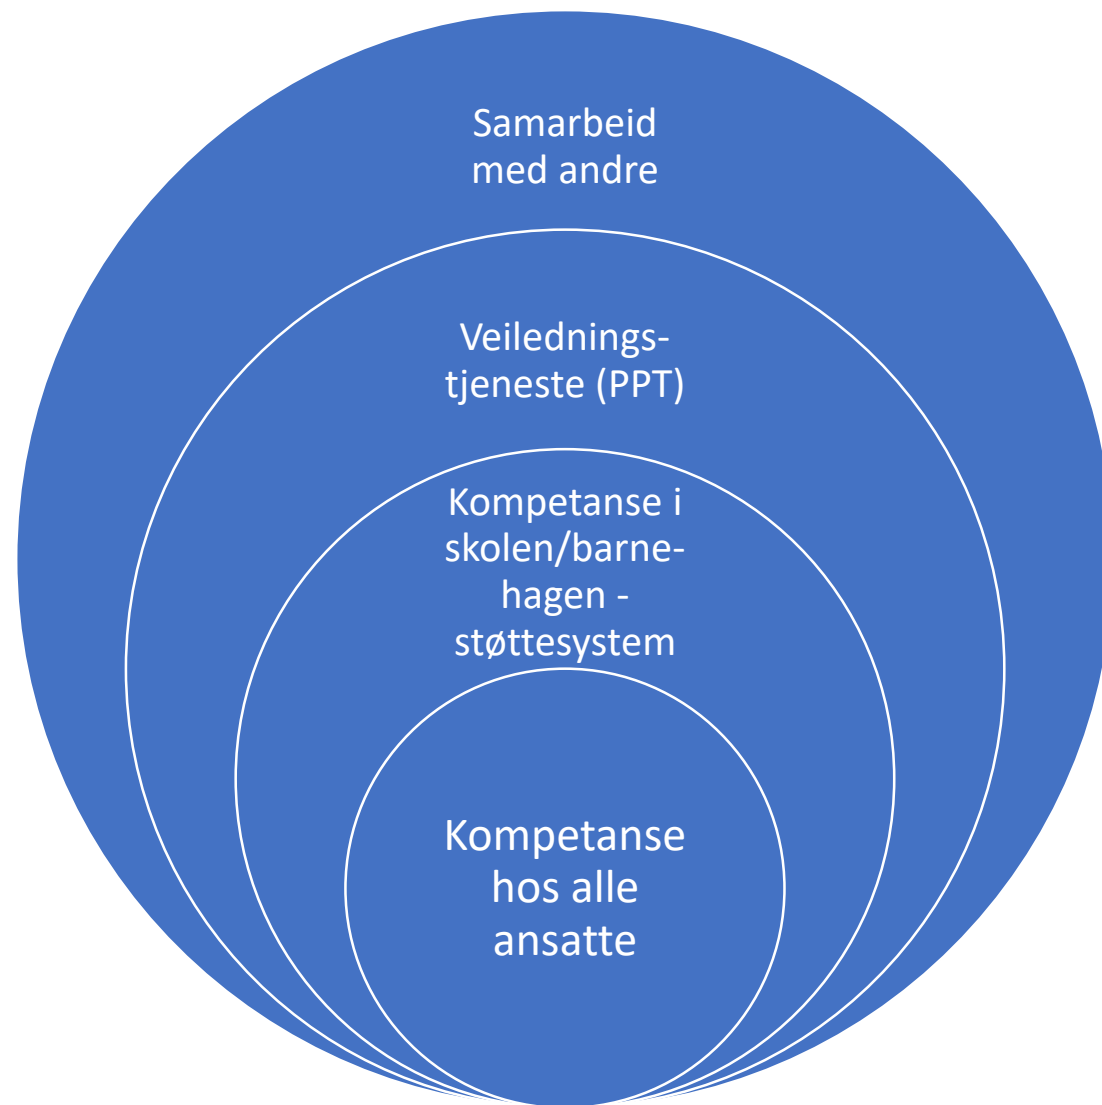 Samarbeid
med andre
Veilednings-
tjeneste (PPT)
Kompetanse i
skolen/barne-
hagen -
støttesystem
Kompetanse
hos alle
ansatte